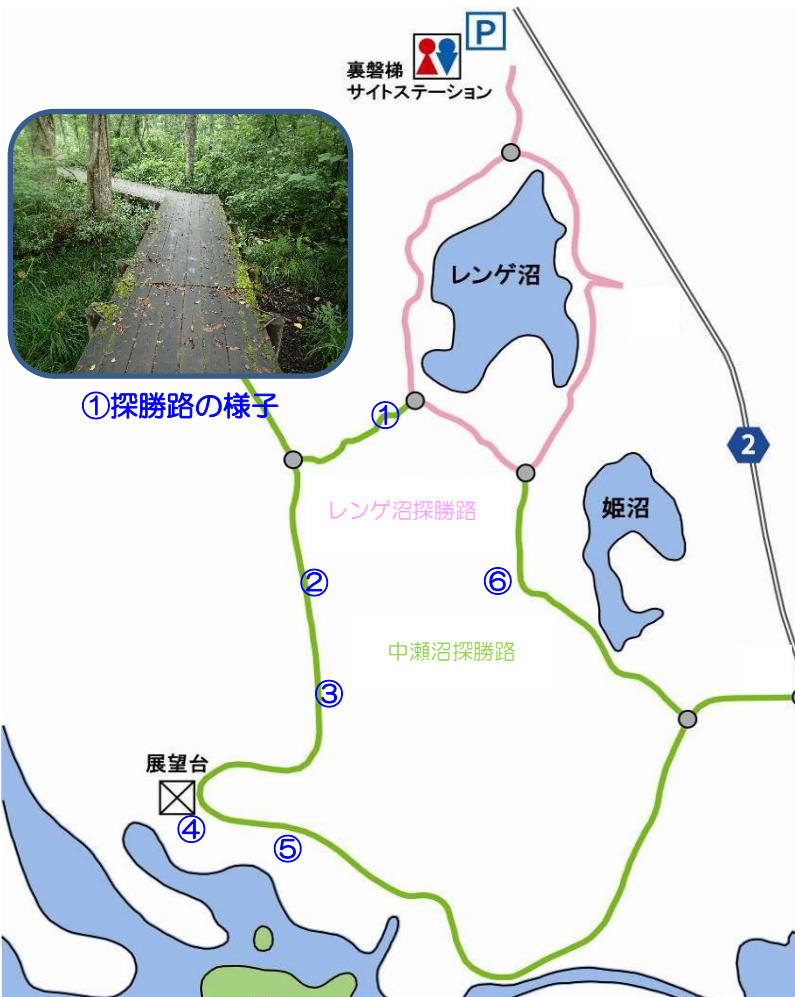 P
裏磐梯
サイトステーション
レンゲ沼
①探勝路の様子
①
2
レンゲ沼探勝路
姫沼
②
⑥
中瀬沼探勝路
③
展望台
④
⑤